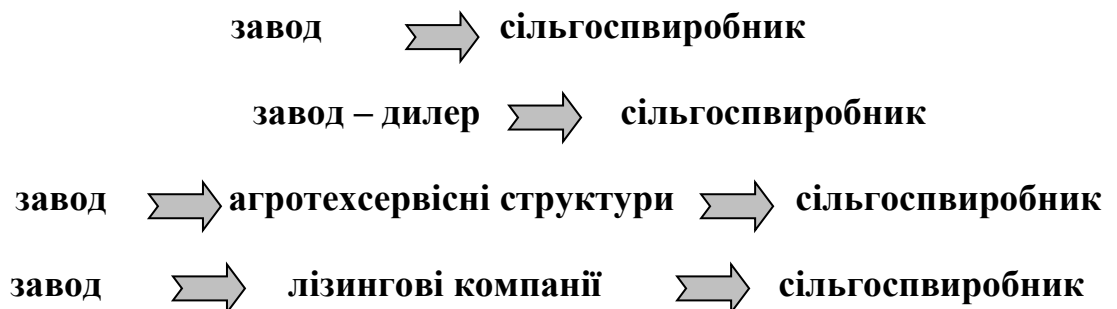 завод сільгоспвиробник
завод – дилер сільгоспвиробник
завод агротехсервісні структури сільгоспвиробник
завод лізингові компанії сільгоспвиробник